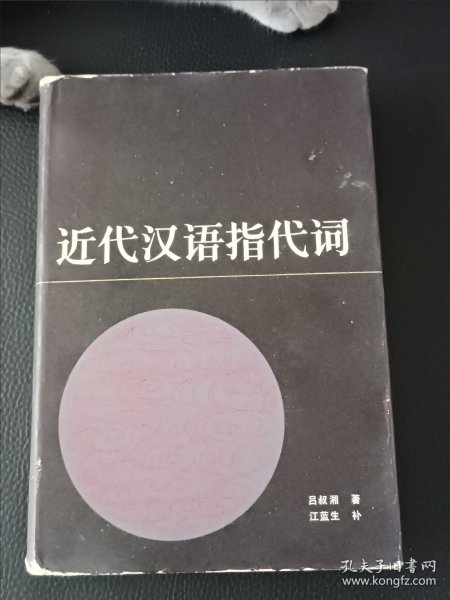 近代汉语指代词
吕叔湘 著
江蓝生 补
孔夫子旧书网
www.kongfz.com